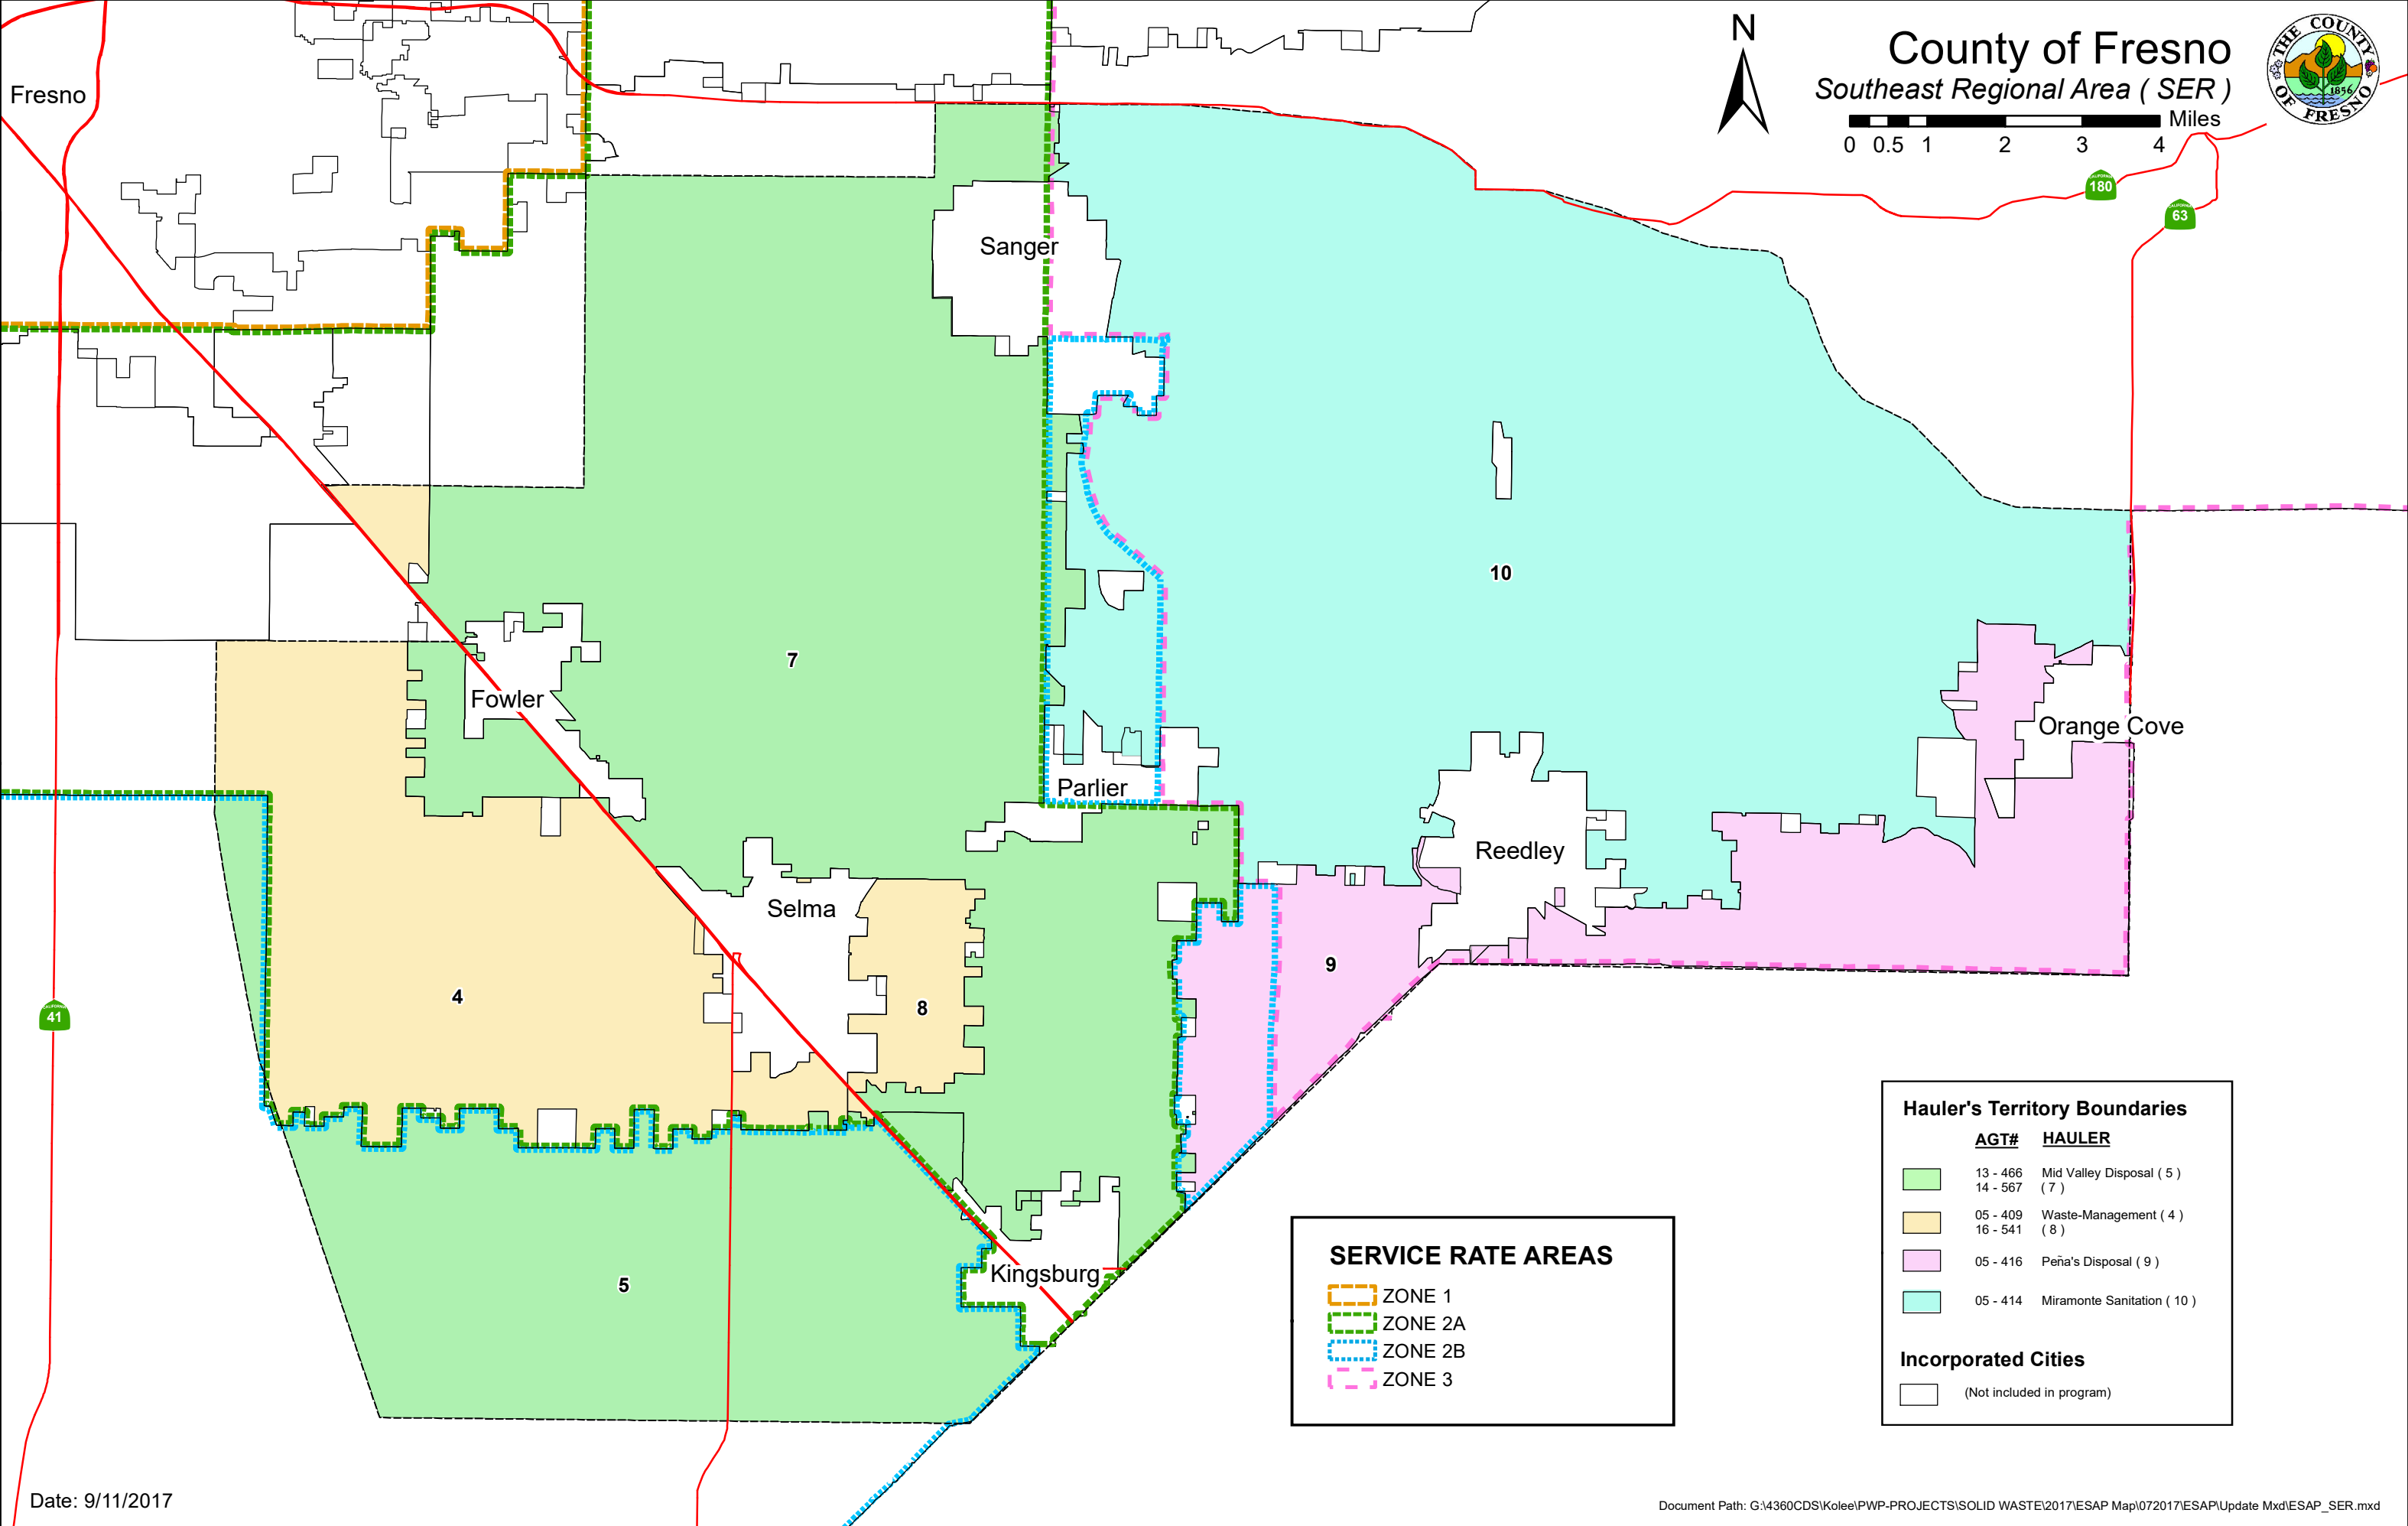 N
County of Fresno
Southeast Regional Area ( SER )
Miles
0 0.5 1 2 3 4
THE COUNTY OF FRESNO
1856
Fresno
180
63
Sanger
10
7
Fowler
Orange Cove
Parlier
Reedley
Selma
9
4
8
41
Kingsburg
5
Hauler's Territory Boundaries
AGT# HAULER
13 - 466 Mid Valley Disposal ( 5 )
14 - 567 ( 7 )
05 - 409 Waste-Management ( 4 )
16 - 541 ( 8 )
05 - 416 Peña's Disposal ( 9 )
05 - 414 Miramonte Sanitation ( 10 )
Incorporated Cities
(Not included in program)
SERVICE RATE AREAS
ZONE 1
ZONE 2A
ZONE 2B
ZONE 3
Date: 9/11/2017
Document Path: G:\4360CDS\Kolee\PWP-PROJECTS\SOLID WASTE\2017\ESAP Map\072017\ESAP\Update Mxd\ESAP_SER.mxd